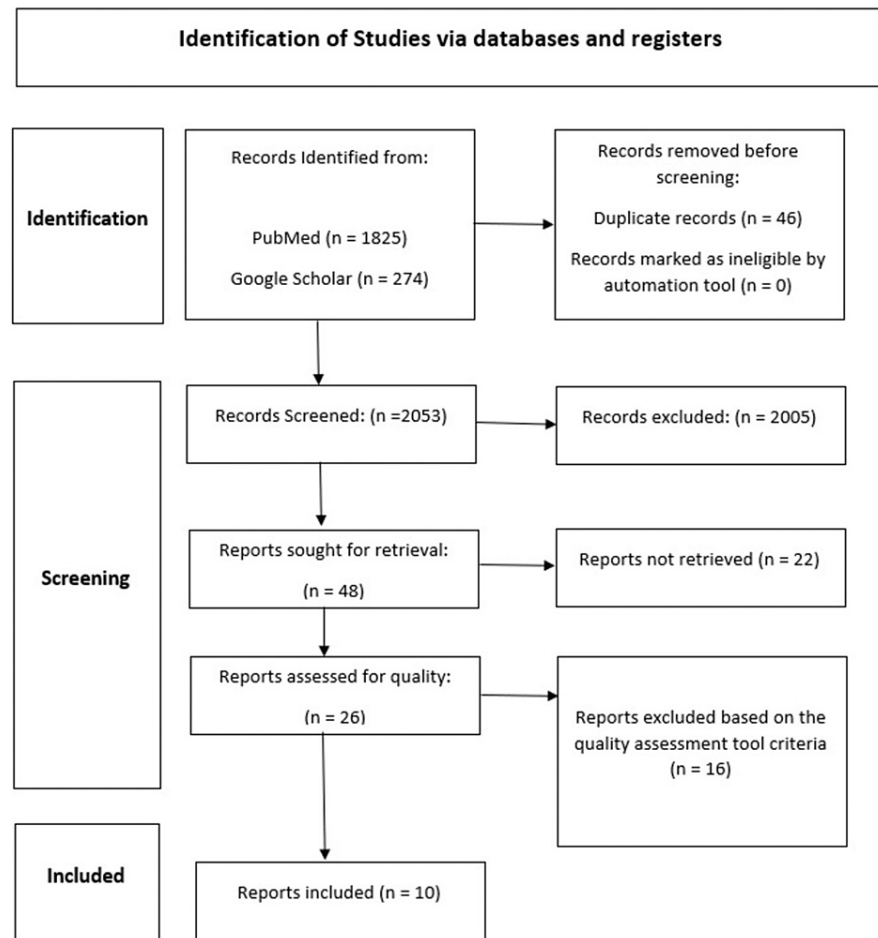 Identification of Studies via databases and registers
Identification
Records Identified from:
PubMed (n = 1825)
Google Scholar (n = 274)
Records removed before
screening:
Duplicate records (n = 46)
Records marked as ineligible by
automation tool (n = 0)
Screening
Records Screened: (n =2053)
Records excluded: (n = 2005)
Reports sought for retrieval:
(n = 48)
Reports not retrieved (n = 22)
Reports assessed for quality:
(n = 26)
Reports excluded based on the
quality assessment tool criteria
(n = 16)
Included
Reports included (n = 10)